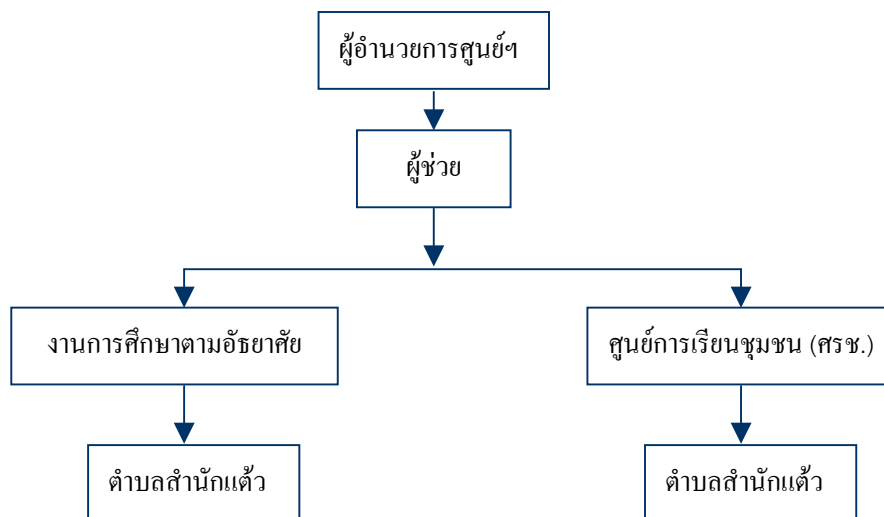 ผู้อำนวยการศูนย์ฯ
ผู้ช่วย
งานการศึกษาตามอัธยาศัย
ศูนย์การเรียนชุมชน (ศรช.)
ตำบลสำนักแต้ว
ตำบลสำนักแต้ว